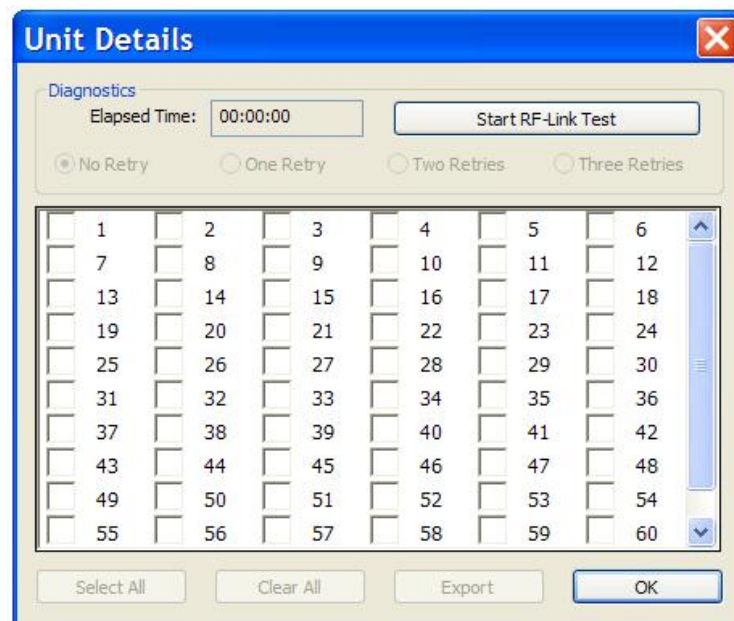 Unit Details
Diagnostics
Elapsed Time: 00:00:00 Start RF-Link Test
No Retry One Retry Two Retries Three Retries
1 2 3 4 5 6
7 8 9 10 11 12
13 14 15 16 17 18
19 20 21 22 23 24
25 26 27 28 29 30
31 32 33 34 35 36
37 38 39 40 41 42
43 44 45 46 47 48
49 50 51 52 53 54
55 56 57 58 59 60
Select All Clear All Export OK